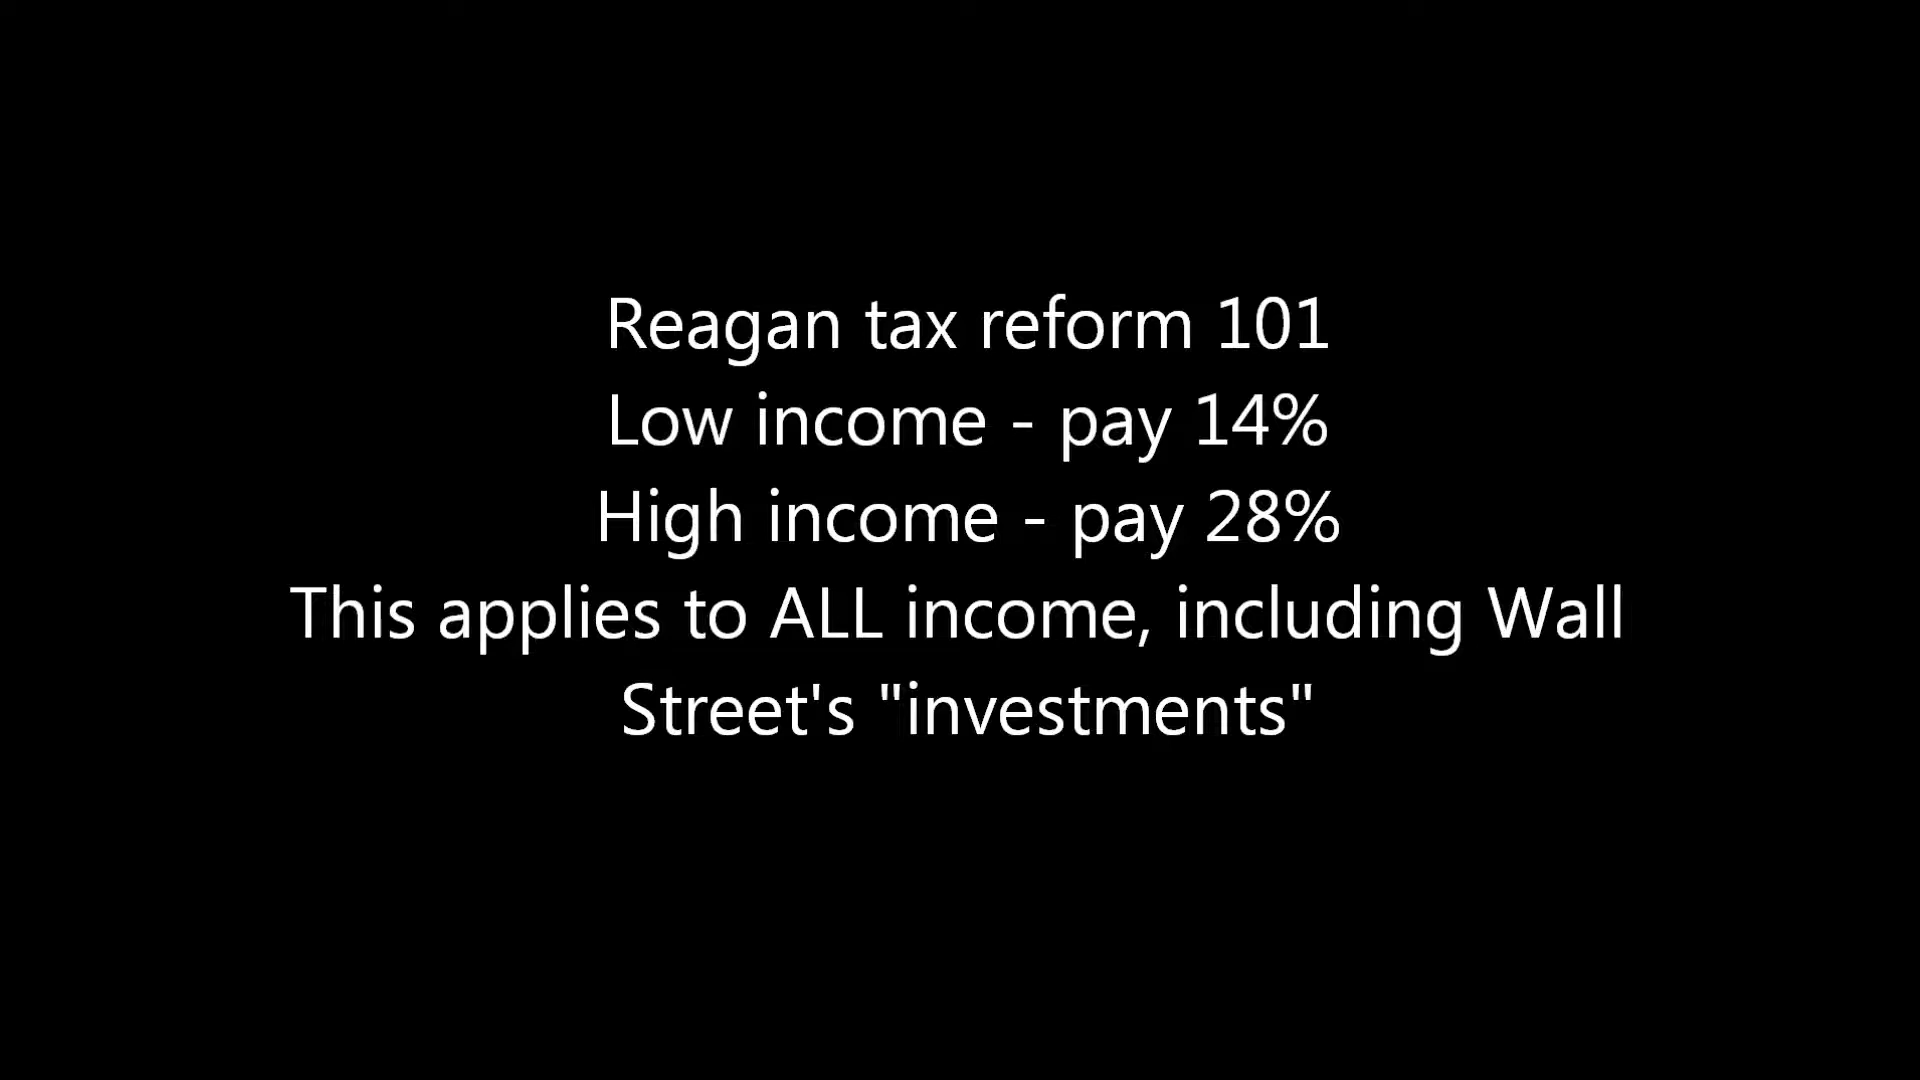 Reagan tax reform 101
Low income - pay 14%
High income - pay 28%
This applies to ALL income, including Wall
Street's "investments"